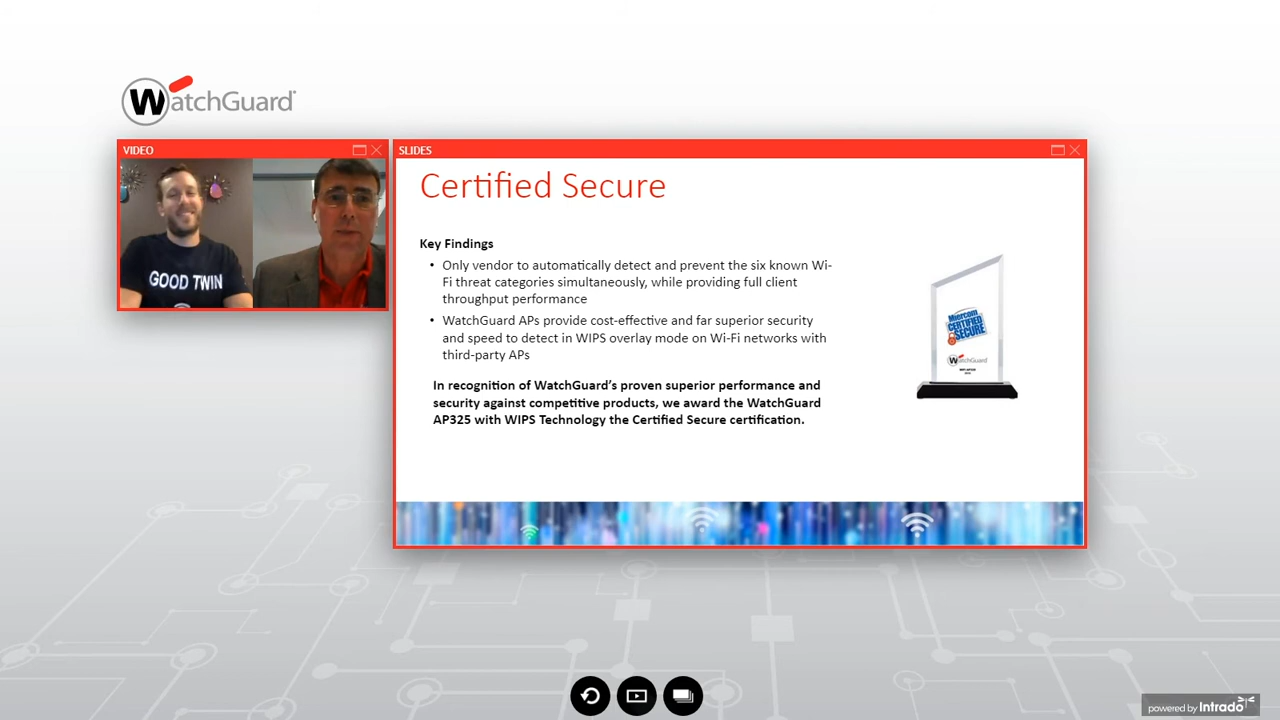 WatchGuard
VIDEO
GOOD TWIN
SLIDES
Certified Secure
Key Findings
• Only vendor to automatically detect and prevent the six known Wi-
Fi threat categories simultaneously, while providing full client
throughput performance
• WatchGuard APs provide cost-effective and far superior security
and speed to detect in WIPS overlay mode on Wi-Fi networks with
third-party APs
In recognition of WatchGuard's proven superior performance and
security against competitive products, we award the WatchGuard
AP325 with WIPS Technology the Certified Secure certification.
Miercom
CERTIFIED
SECURE
WatchGuard
powered by Intrado